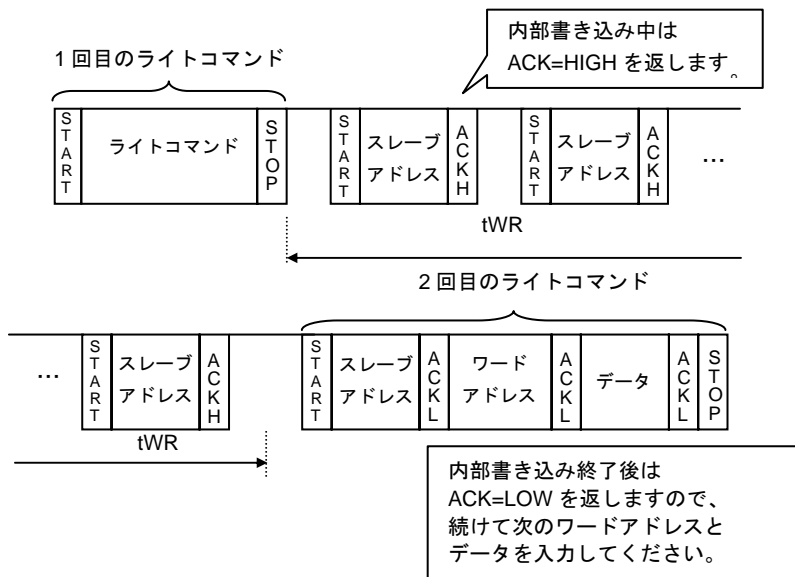 内部書き込み中は
ACK=HIGH を返します。
1 回目のライトコマンド
START
ライトコマンド
STOP
START
スレーブ
アドレス
ACKH
START
スレーブ
アドレス
ACKH
…
tWR
2 回目のライトコマンド
…
START
スレーブ
アドレス
ACKH
START
スレーブ
アドレス
ACKL
ワード
アドレス
ACKL
データ
ACKL
STOP
tWR
内部書き込み終了後は
ACK=LOW を返しますので、
続けて次のワードアドレスと
データを入力してください。